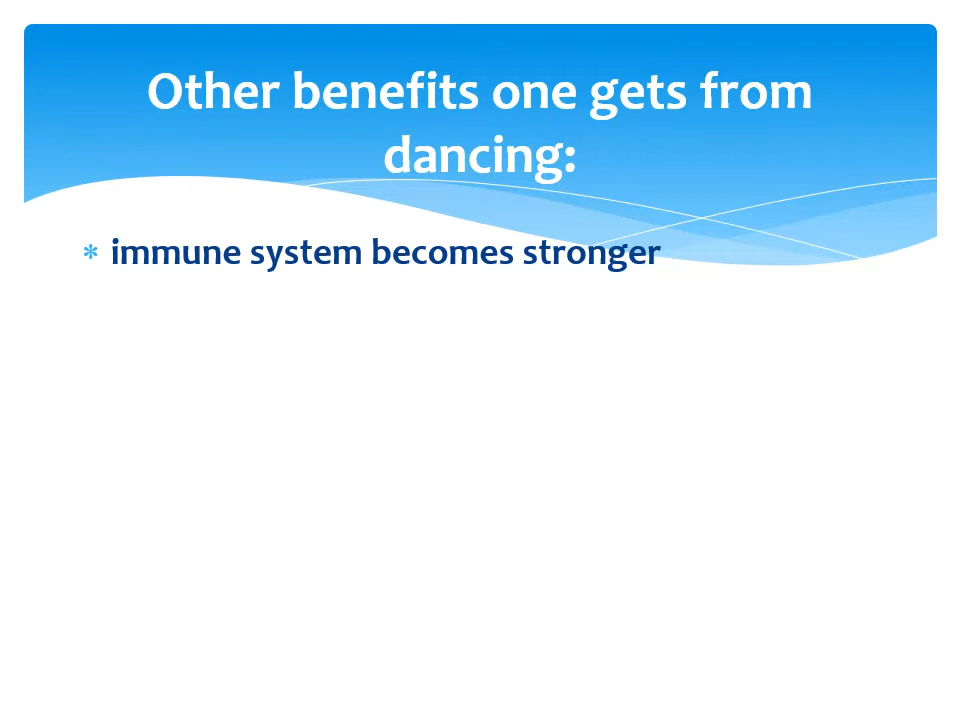 Other benefits one gets from
dancing:
* immune system becomes stronger